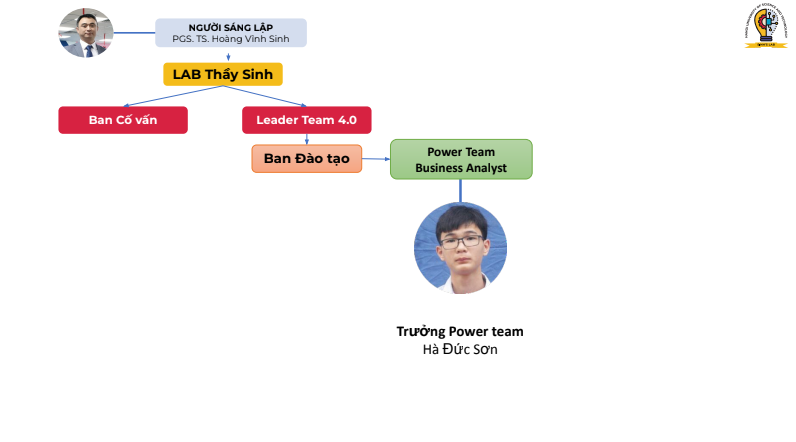 NGƯỜI SÁNG LẬP
PGS. TS. Hoàng Vĩnh Sinh
LAB Thầy Sinh
Ban Cố vấn
Leader Team 4.0
Ban Đào tạo
Power Team
Business Analyst
Trưởng Power team
Hà Đức Sơn